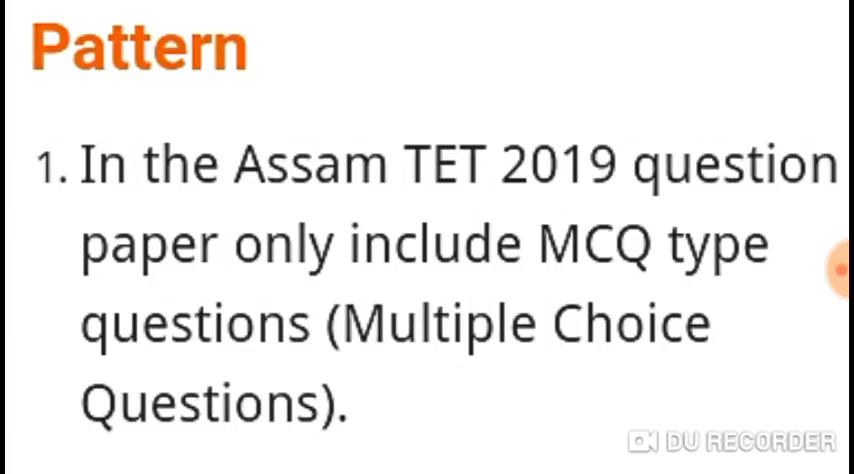 Pattern
1. In the Assam TET 2019 question
paper only include MCQ type
questions (Multiple Choice
Questions).
DU RECORDER